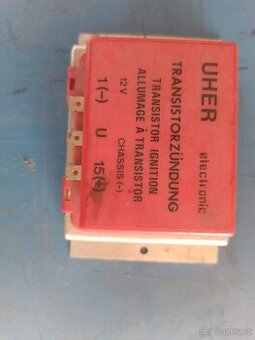 UHER
electronic
TRANSISTORZÜNDUNG
TRANSISTOR IGNITION
ALLUMAGE À TRANSISTOR
12 V CHASSIS (–)
1 (–) U 15 (+)